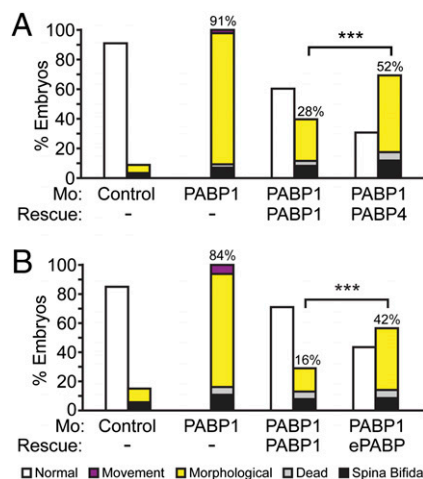 A
% Embryos
100
80
60
40
20
0
91%
28%
***
52%
Mo: Control PABP1 PABP1 PABP1
Rescue: - - PABP1 PABP4
B
% Embryos
100
80
60
40
20
0
84%
16%
***
42%
Mo: Control PABP1 PABP1 PABP1
Rescue: - - PABP1 ePABP
Normal Movement Morphological Dead Spina Bifida